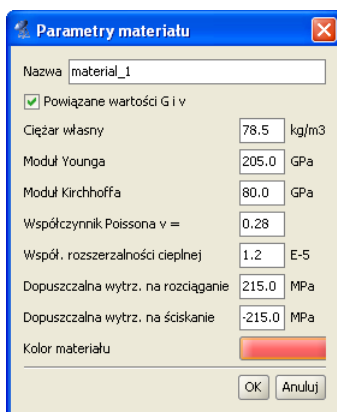 Parametry materiału
Nazwa material_1
Powiązane wartości G i v
Ciężar własny 78.5 kg/m3
Moduł Younga 205.0 GPa
Moduł Kirchhoffa 80.0 GPa
Współczynnik Poissona v = 0.28
Współ. rozszerzalności cieplnej 1.2 E-5
Dopuszczalna wytrz. na rozciąganie 215.0 MPa
Dopuszczalna wytrz. na ściskanie -215.0 MPa
Kolor materiału
OK Anuluj